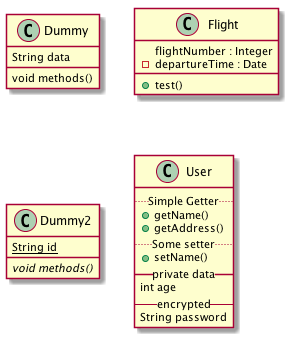 C Dummy
String data
void methods()
C Flight
flightNumber : Integer
departureTime : Date
test()
C Dummy2
String id
void methods()
C User
Simple Getter
getName()
getAddress()
Some setter
setName()
private data
int age
encrypted
String password